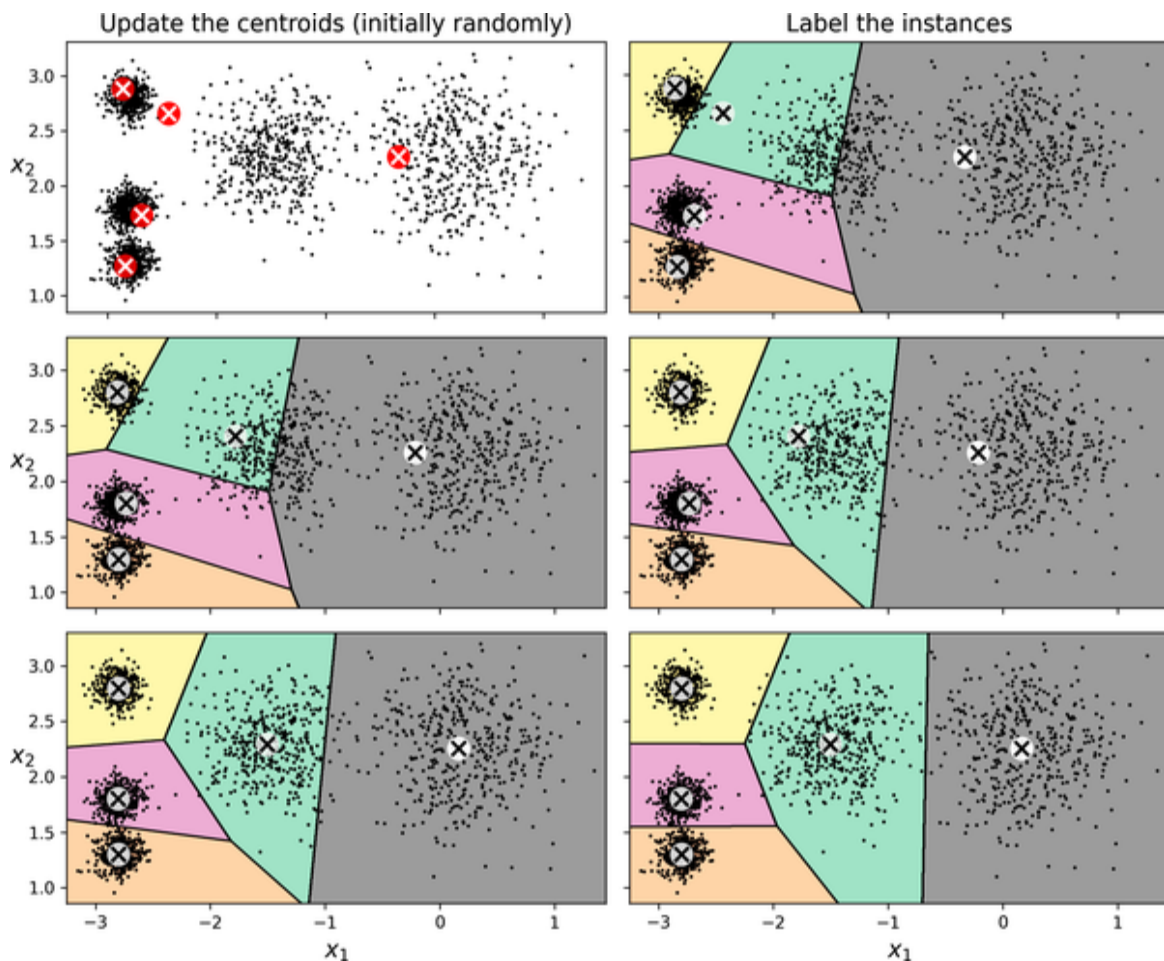 Update the centroids (initially randomly)
Label the instances
3.0
2.5
x2
2.0
1.5
1.0
3.0
2.5
x2
2.0
1.5
1.0
3.0
2.5
x2
2.0
1.5
1.0
−3 −2 −1 0 1
−3 −2 −1 0 1
x1
x1